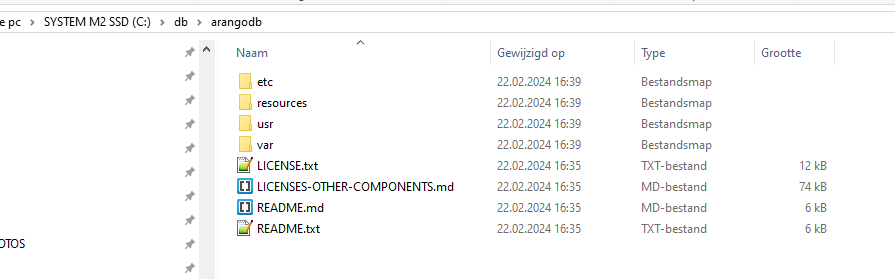 e pc > SYSTEM M2 SSD (C:) > db > arangodb
Naam Gewijzigd op Type Grootte
etc 22.02.2024 16:39 Bestandsmap
resources 22.02.2024 16:39 Bestandsmap
usr 22.02.2024 16:39 Bestandsmap
var 22.02.2024 16:39 Bestandsmap
LICENSE.txt 22.02.2024 16:35 TXT-bestand 12 kB
LICENSES-OTHER-COMPONENTS.md 22.02.2024 16:35 MD-bestand 74 kB
README.md 22.02.2024 16:35 MD-bestand 6 kB
README.txt 22.02.2024 16:35 TXT-bestand 6 kB
OTOS